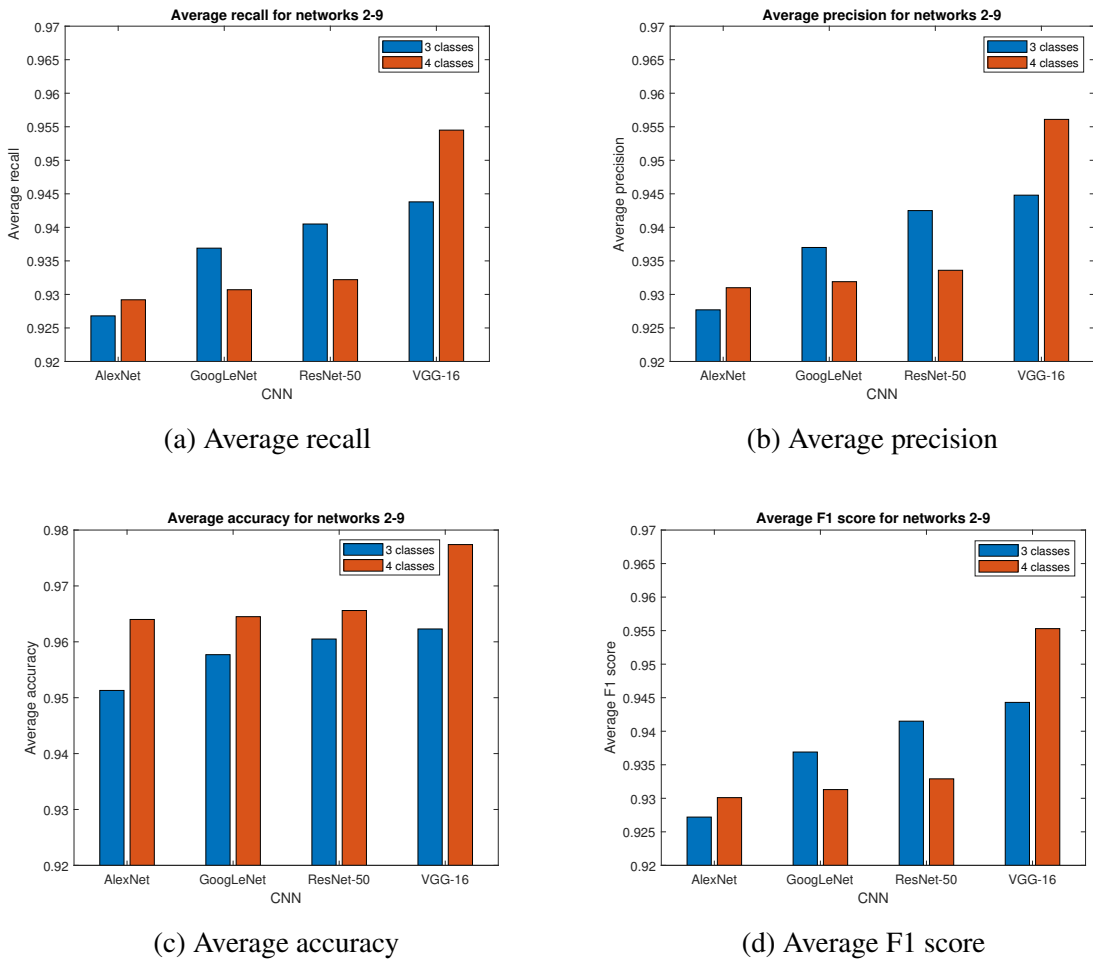 Average recall for networks 2-9
0.97
0.965
0.96
0.955
0.95
0.945
0.94
0.935
0.93
0.925
0.92
Average recall
3 classes
4 classes
AlexNet GoogLeNet ResNet-50 VGG-16
CNN
(a) Average recall
Average precision for networks 2-9
0.97
0.965
0.96
0.955
0.95
0.945
0.94
0.935
0.93
0.925
0.92
Average precision
3 classes
4 classes
AlexNet GoogLeNet ResNet-50 VGG-16
CNN
(b) Average precision
Average accuracy for networks 2-9
0.98
0.97
0.96
0.95
0.94
0.93
0.92
Average accuracy
3 classes
4 classes
AlexNet GoogLeNet ResNet-50 VGG-16
CNN
(c) Average accuracy
Average F1 score for networks 2-9
0.97
0.965
0.96
0.955
0.95
0.945
0.94
0.935
0.93
0.925
0.92
Average F1 score
3 classes
4 classes
AlexNet GoogLeNet ResNet-50 VGG-16
CNN
(d) Average F1 score